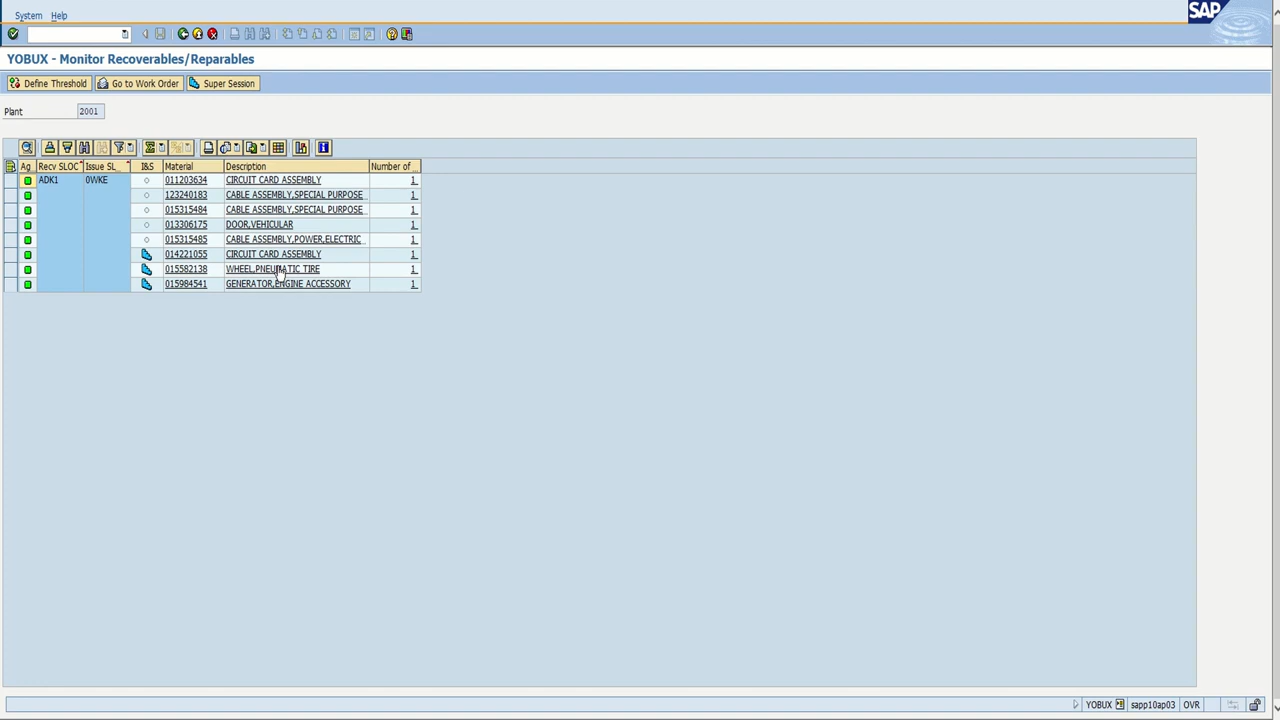 System Help
SAP
YOBUX - Monitor Recoverables/Reparables
Define Threshold Go to Work Order Super Session
Plant 2001
Ag Recv SLOC Issue SL... I&S Material Description Number of ...
ADK1 0WKE 011203634 CIRCUIT CARD ASSEMBLY 1
123240183 CABLE ASSEMBLY,SPECIAL PURPOSE 1
015315484 CABLE ASSEMBLY,SPECIAL PURPOSE 1
013306175 DOOR,VEHICULAR 1
015315485 CABLE ASSEMBLY,POWER,ELECTRIC 1
014221055 CIRCUIT CARD ASSEMBLY 1
015582138 WHEEL,PNEUMATIC TIRE 1
015984541 GENERATOR,ENGINE ACCESSORY 1
YOBUX sapp10ap03 OVR